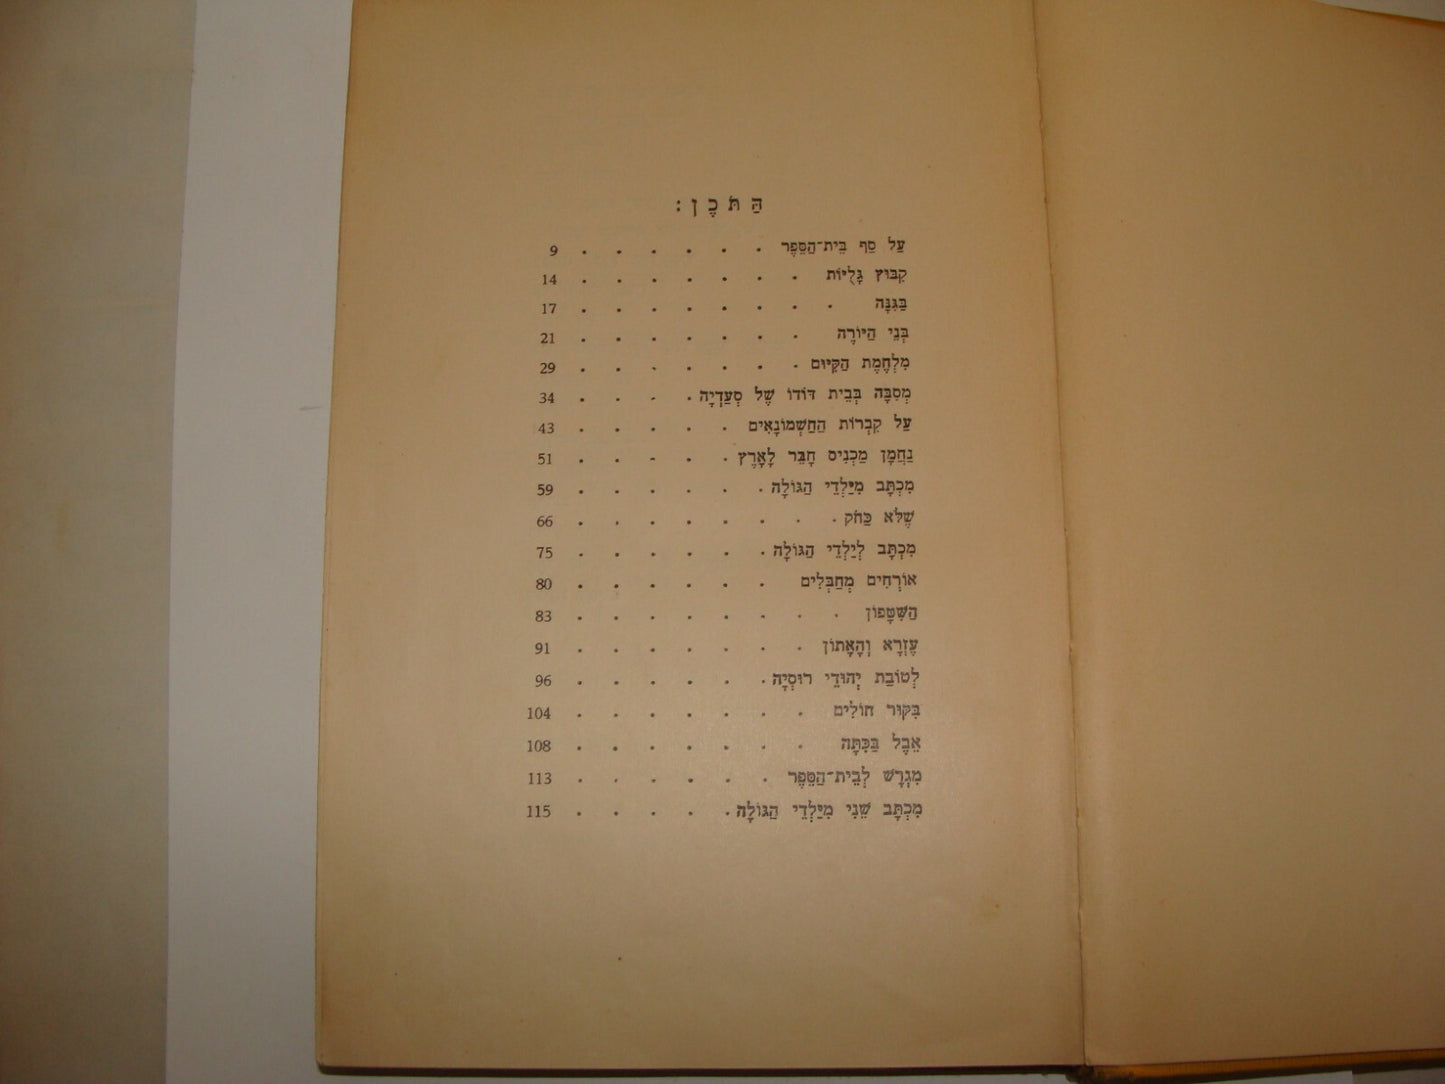 הַתֹּכֶן:
עַל סַף בֵּית־הַסֵּפֶר . . . . . . 9
קִבּוּץ גָּלֻיּוֹת . . . . . . . 14
בַּגִּנָּה . . . . . . . . 17
בְּנֵי הַיּוֹרֶה . . . . . . . 21
מִלְחֶמֶת הַקִּיּוּם . . . . . . . 29
מְסִבָּה בְּבֵית דּוֹדוֹ שֶׁל סְעַדְיָה . . . . 34
עַל קִבְרוֹת הַחַשְׁמוֹנָאִים . . . . . 43
נַחֲמָן מַכְנִיס חָבֵר לָאָרֶץ . . . . . 51
מִכְתָּב מִיַּלְדֵי הַגּוֹלָה . . . . . . 59
שֶׁלֹּא כַּחֹק . . . . . . . . 66
מִכְתָּב לְיַלְדֵי הַגּוֹלָה . . . . . . 75
אוֹרְחִים מְחַבְּלִים . . . . . . 80
הַשִּׁטָּפוֹן . . . . . . . . 83
עֶזְרָא וְהָאָתוֹן . . . . . . . 91
לְטוֹבַת יְהוּדֵי רוּסְיָה . . . . . . 96
בִּקּוּר חוֹלִים . . . . . . . 104
אֵבֶל בַּכִּתָּה . . . . . . . 108
מִגְרָשׁ לְבֵית־הַסֵּפֶר . . . . . . 113
מִכְתָּב שֵׁנִי מִיַּלְדֵי הַגּוֹלָה . . . . . 115